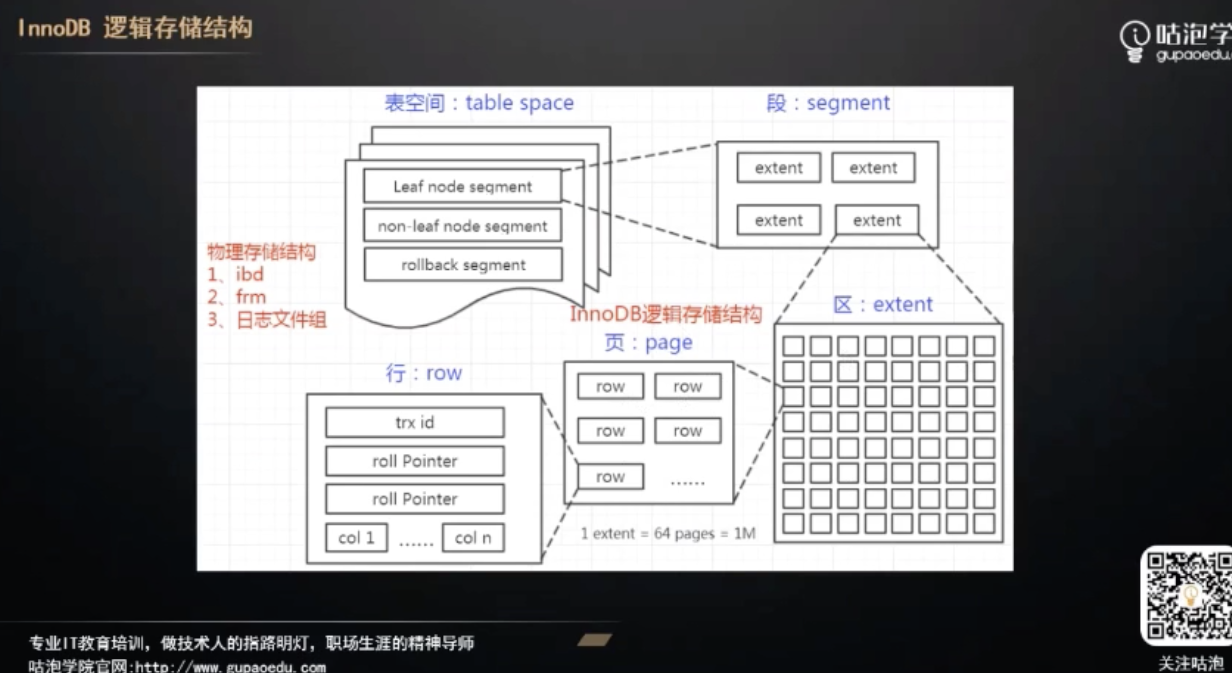 InnoDB 逻辑存储结构
咕泡学
gupaoedu.
表空间：table space
段：segment
Leaf node segment
non-leaf node segment
rollback segment
extent
extent
extent
extent
物理存储结构
1、ibd
2、frm
3、日志文件组
区：extent
InnoDB逻辑存储结构
页：page
row
row
row
row
row
......
1 extent = 64 pages = 1M
行：row
trx id
roll Pointer
roll Pointer
col 1
......
col n
专业IT教育培训，做技术人的指路明灯，职场生涯的精神导师
咕泡学院官网:http://www.gupaoedu.com
关注咕泡